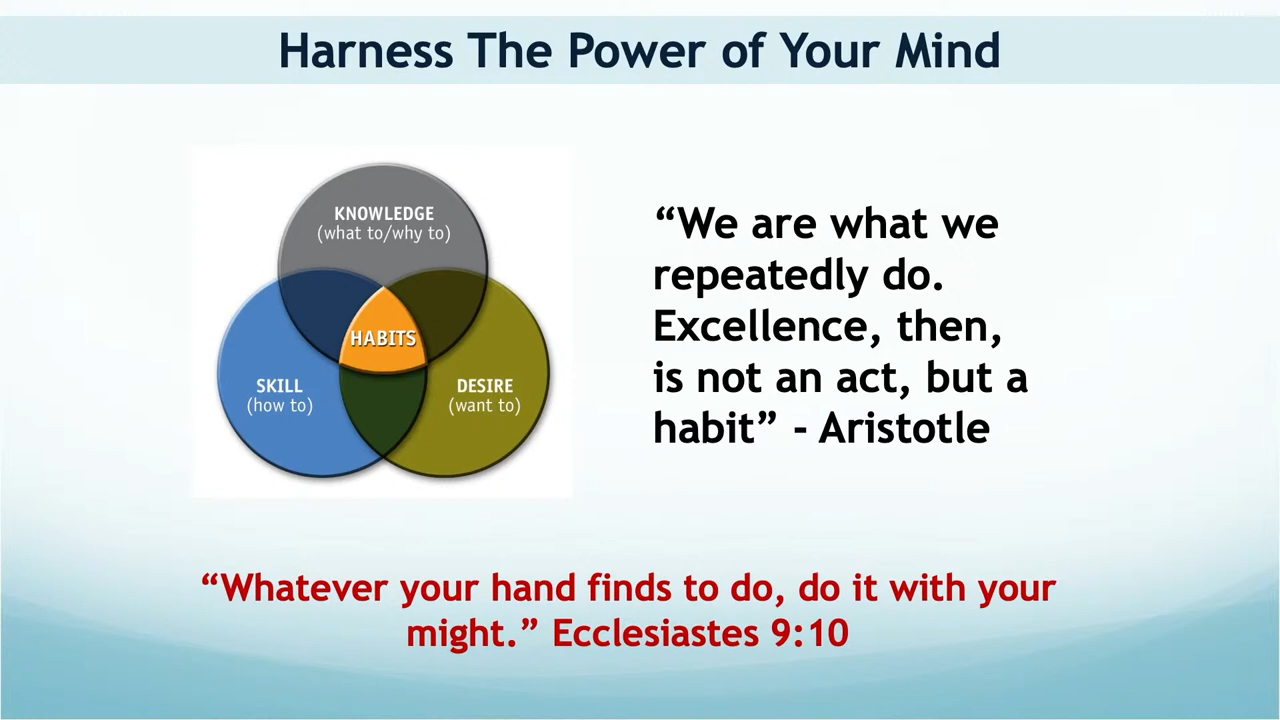 Harness The Power of Your Mind
KNOWLEDGE
(what to/why to)
HABITS
SKILL
(how to)
DESIRE
(want to)
“We are what we
repeatedly do.
Excellence, then,
is not an act, but a
habit” - Aristotle
“Whatever your hand finds to do, do it with your
might.” Ecclesiastes 9:10